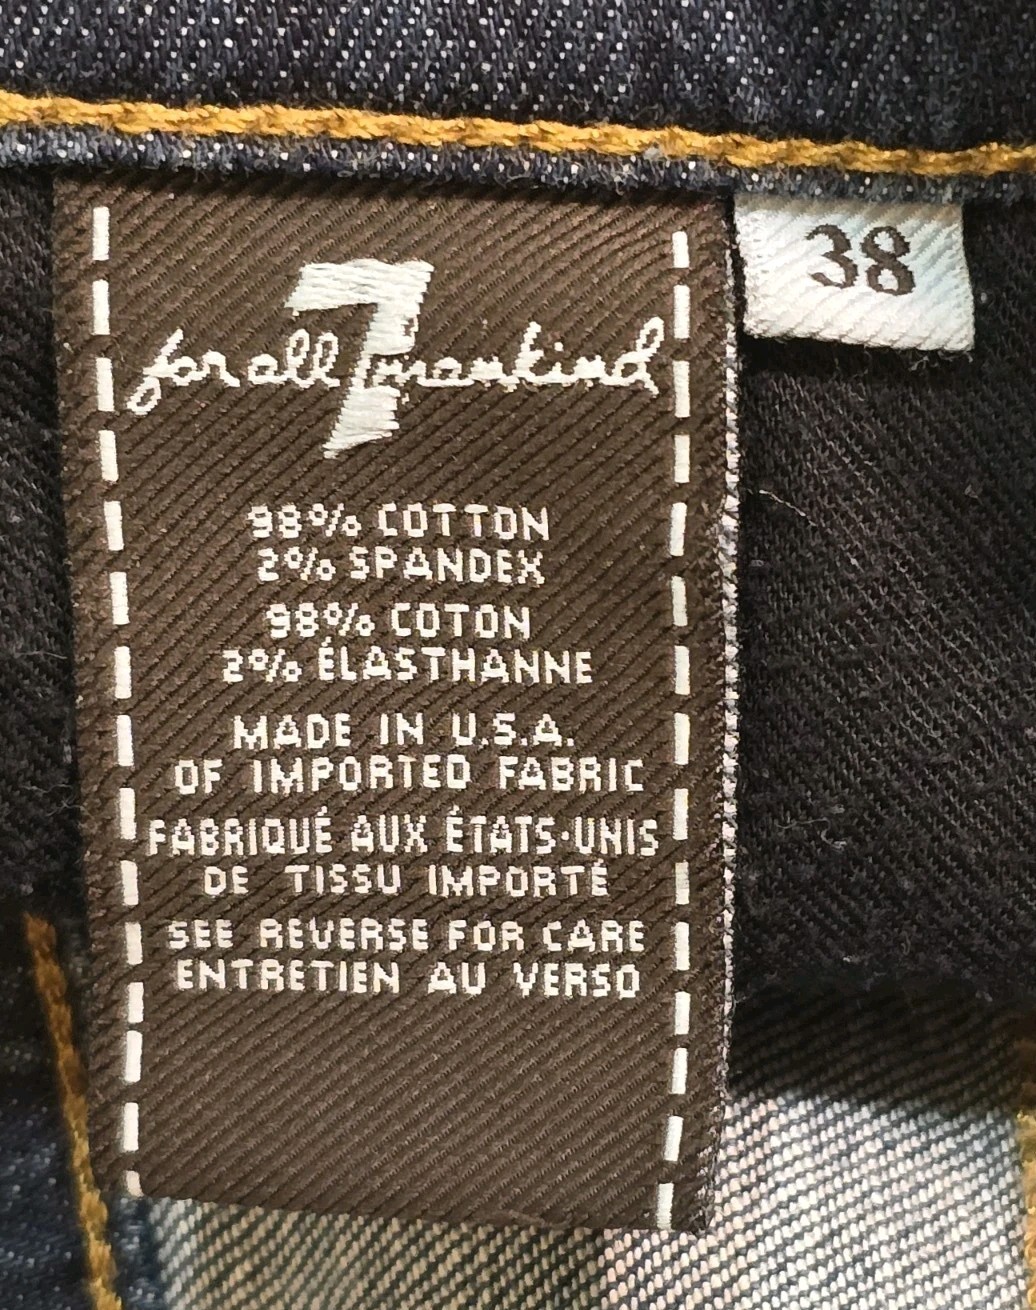 38
7
for all mankind
98% COTTON
2% SPANDEX
98% COTON
2% ÉLASTHANNE
MADE IN U.S.A.
OF IMPORTED FABRIC
FABRIQUÉ AUX ÉTATS-UNIS
DE TISSU IMPORTÉ
SEE REVERSE FOR CARE
ENTRETIEN AU VERSO